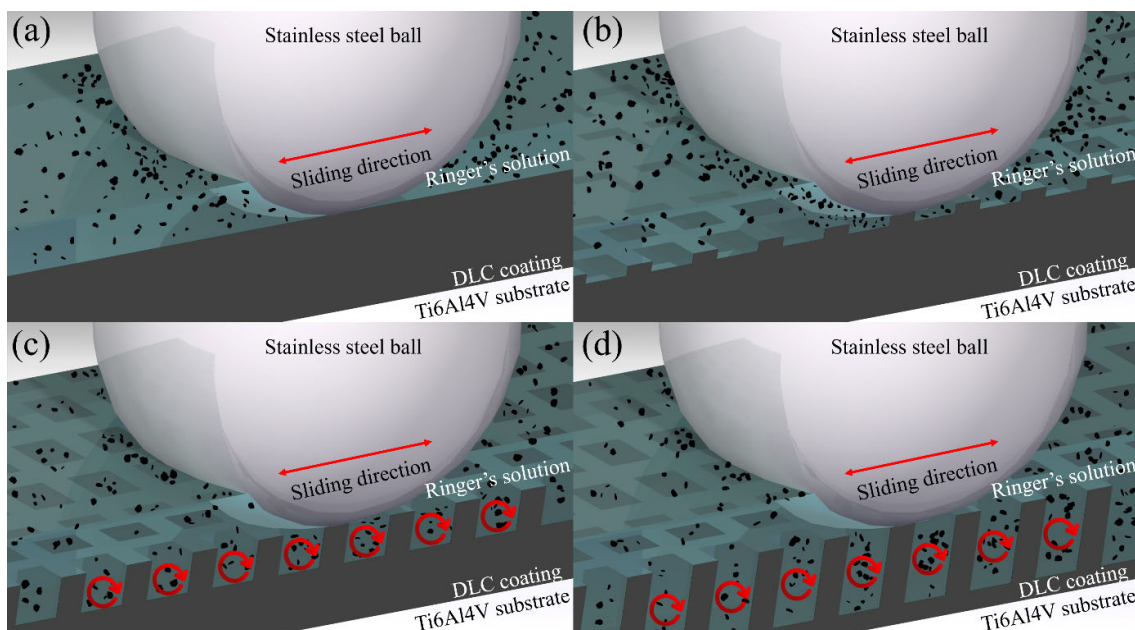 (a)
Stainless steel ball
Sliding direction
Ringer's solution
DLC coating
Ti6Al4V substrate
(b)
Stainless steel ball
Sliding direction
Ringer's solution
DLC coating
Ti6Al4V substrate
(c)
Stainless steel ball
Sliding direction
Ringer's solution
DLC coating
Ti6Al4V substrate
(d)
Stainless steel ball
Sliding direction
Ringer's solution
DLC coating
Ti6Al4V substrate